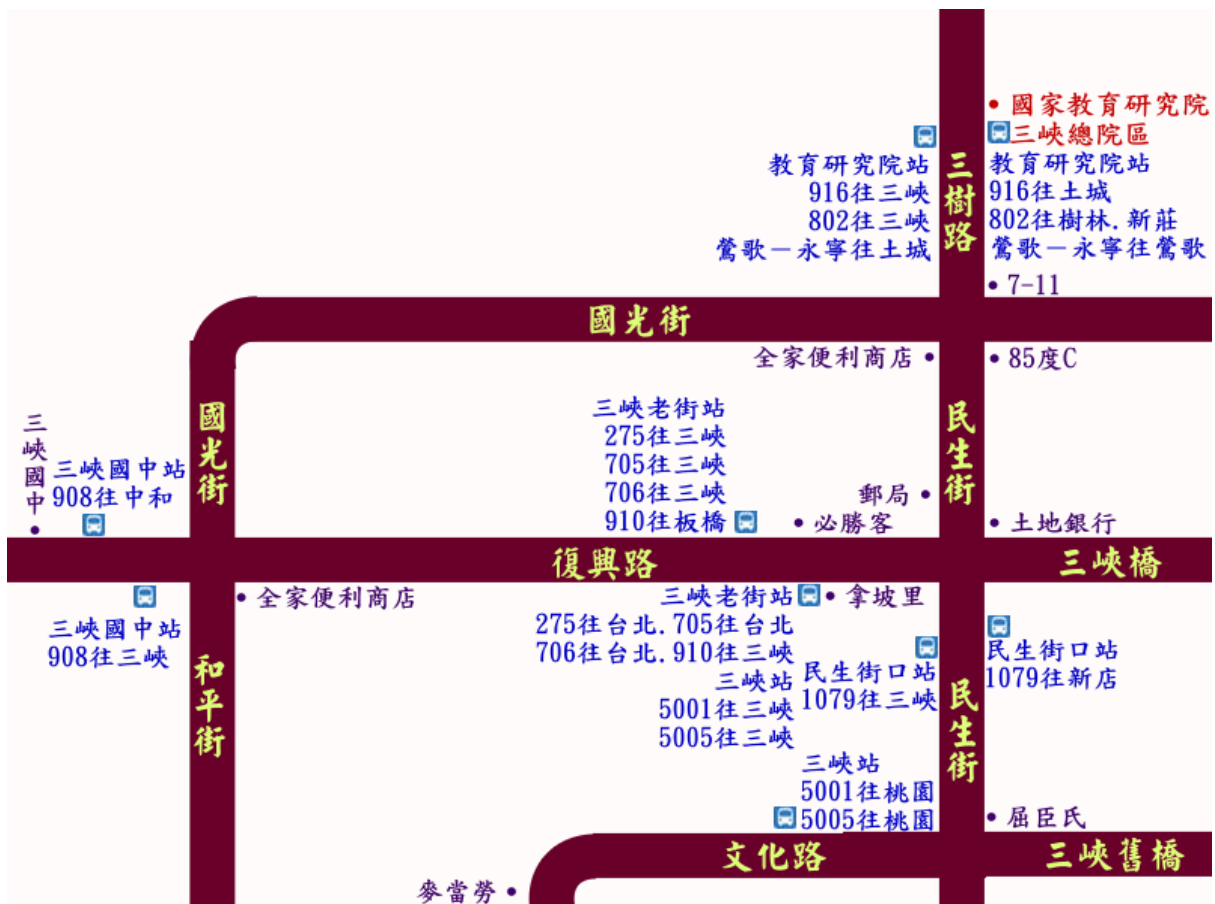 國家教育研究院
三峽總院區
教育研究院站
916往三峽
802往三峽
鶯歌－永寧往土城
三樹路
教育研究院站
916往土城
802往樹林.新莊
鶯歌－永寧往鶯歌
7-11
國光街
全家便利商店
85度C
三峽國中
三峽國中站
908往中和
國光街
三峽老街站
275往三峽
705往三峽
706往三峽
910往板橋
郵局
必勝客
民生街
土地銀行
復興路
三峽橋
三峽國中站
908往三峽
全家便利商店
和平街
三峽老街站
275往台北.705往台北
706往台北.910往三峽
三峽站
5001往三峽
5005往三峽
拿坡里
民生街口站
1079往三峽
民生街口站
1079往新店
民生街
三峽站
5001往桃園
5005往桃園
屈臣氏
文化路
三峽舊橋
麥當勞